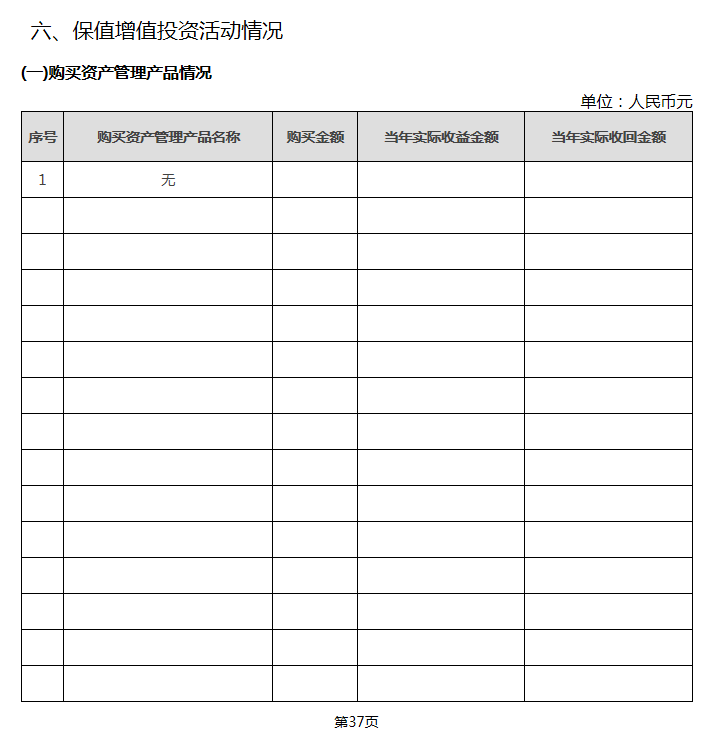 六、保值增值投资活动情况
(一)购买资产管理产品情况
单位：人民币元
序号 购买资产管理产品名称 购买金额 当年实际收益金额 当年实际收回金额
1 无
第37页